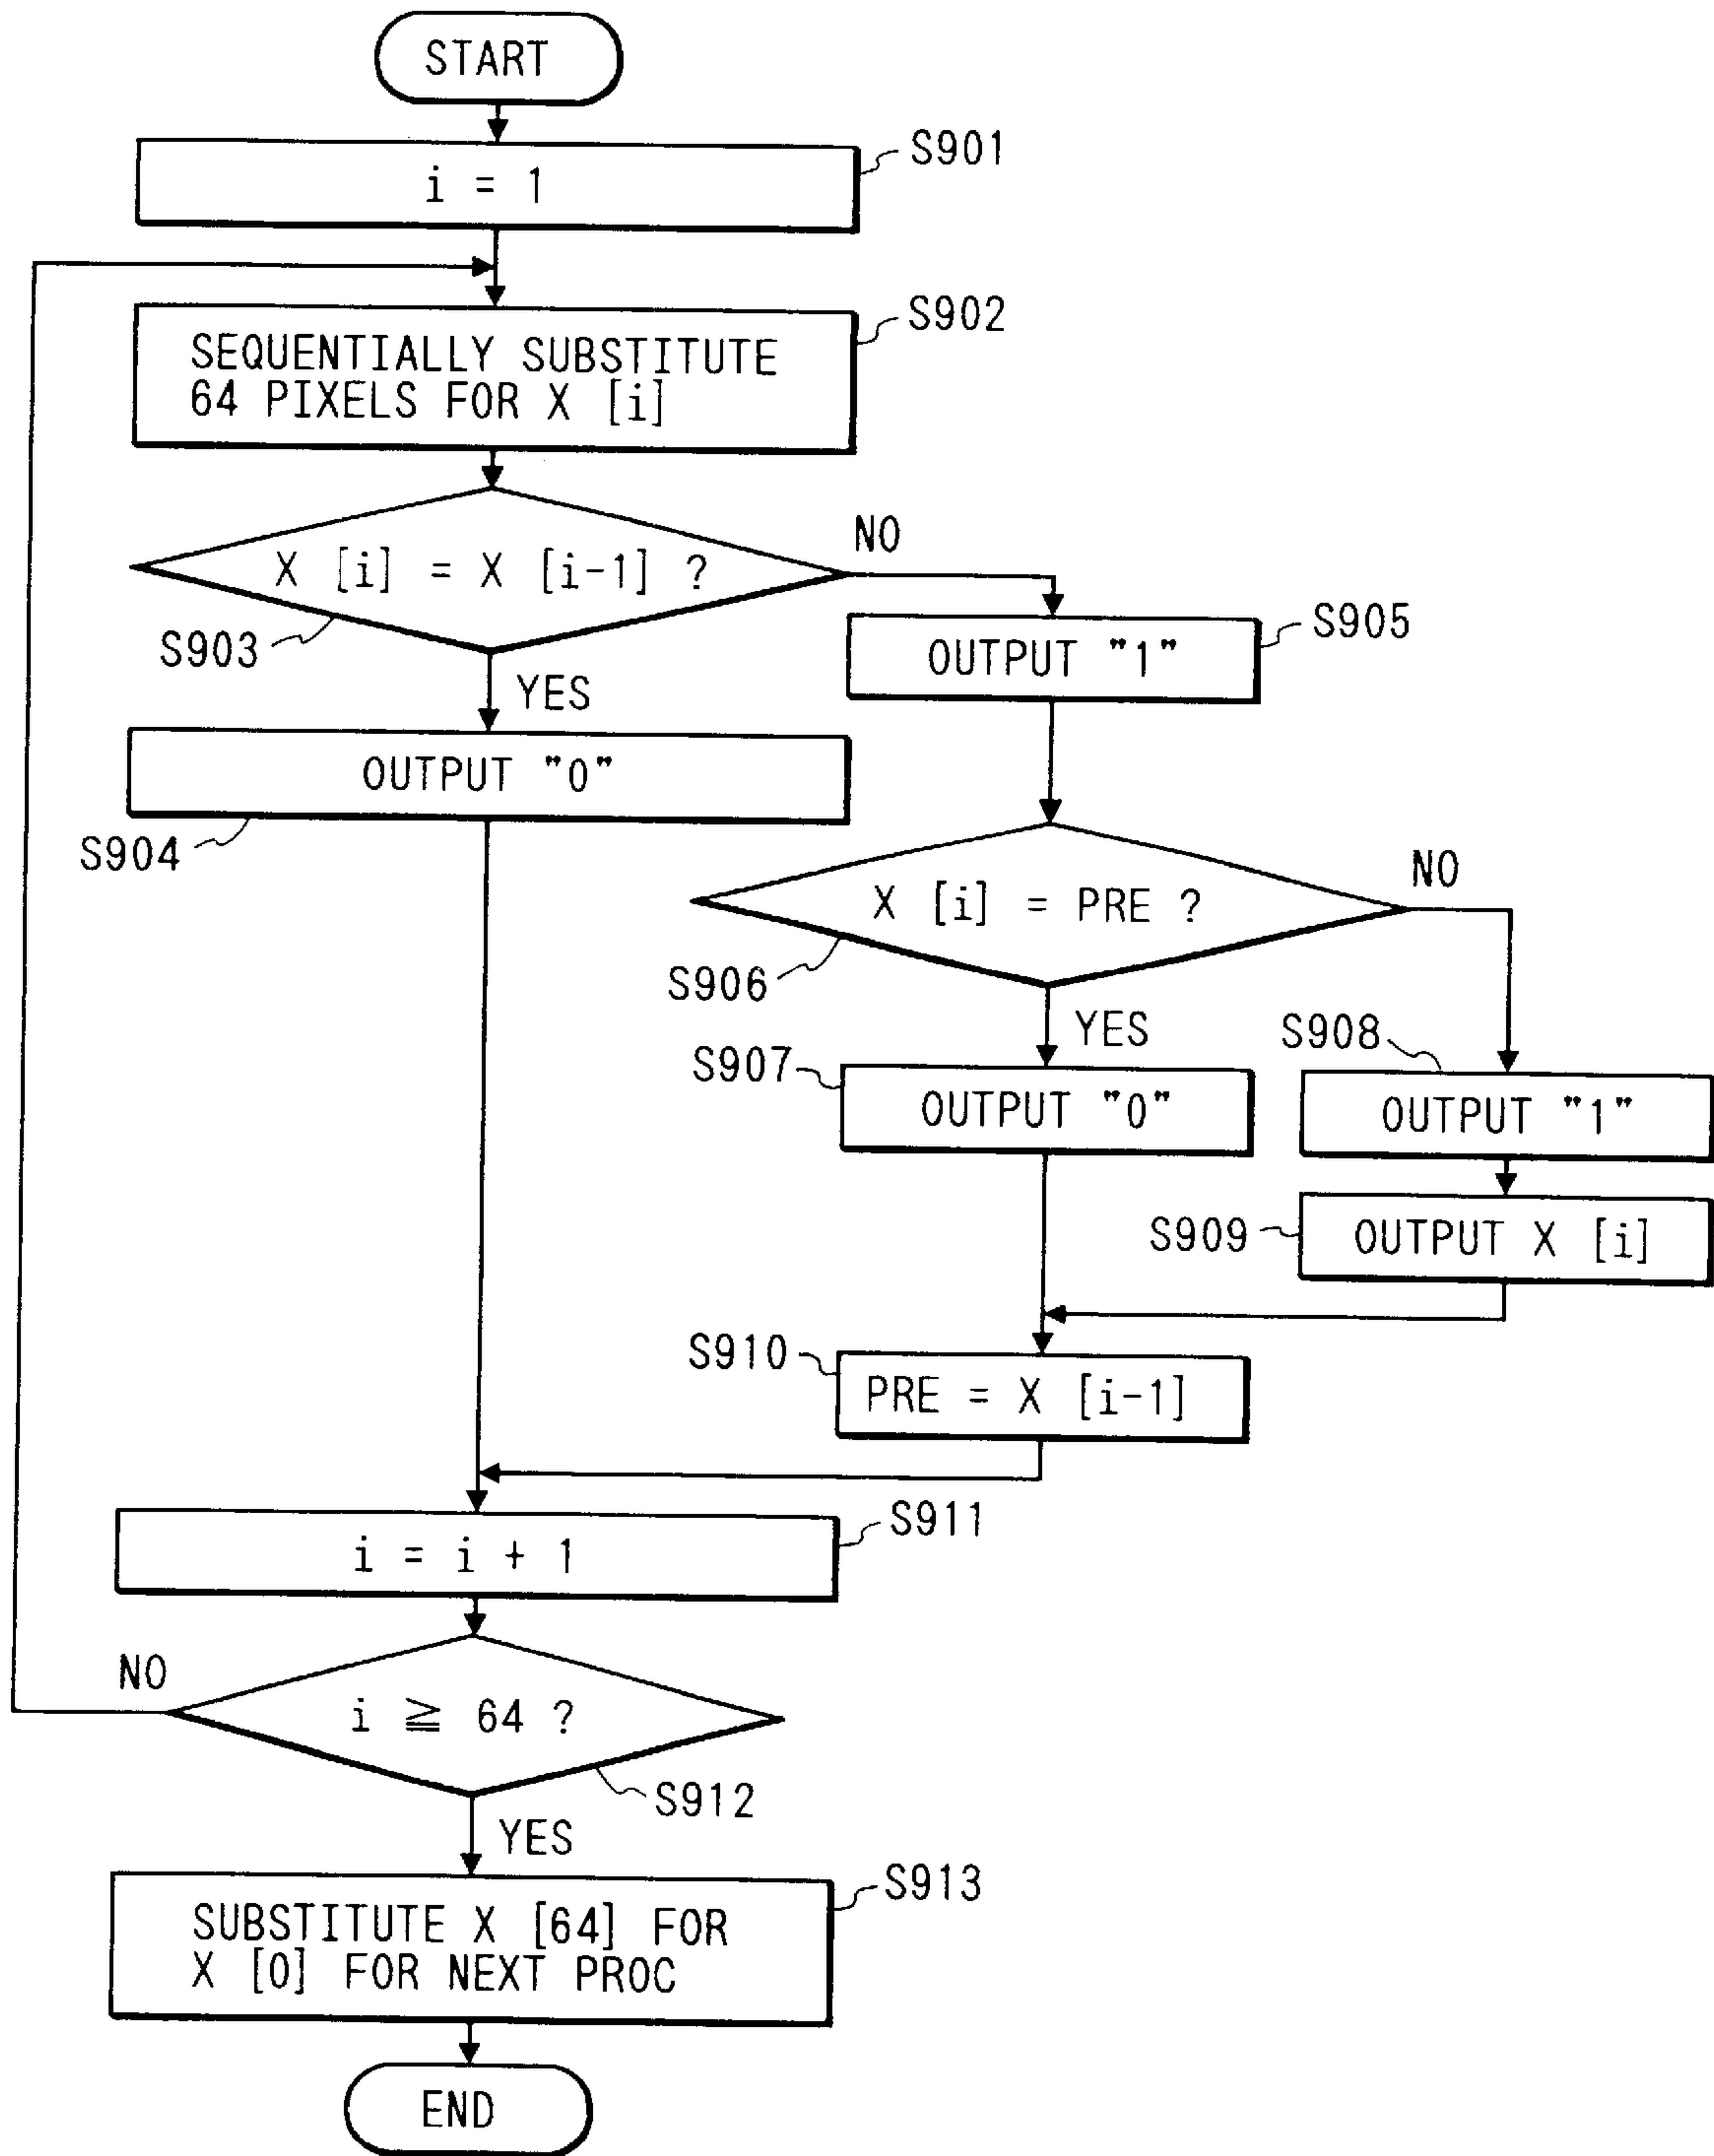 START
S901
i = 1
S902
SEQUENTIALLY SUBSTITUTE
64 PIXELS FOR X [i]
NO
X [i] = X [i-1] ?
S903
S905
OUTPUT "1"
YES
OUTPUT "0"
S904
NO
X [i] = PRE ?
S906
YES
S908
S907
OUTPUT "0"
OUTPUT "1"
S909
OUTPUT X [i]
S910
PRE = X [i-1]
S911
i = i + 1
NO
i ≧ 64 ?
S912
YES
S913
SUBSTITUTE X [64] FOR
X [0] FOR NEXT PROC
END